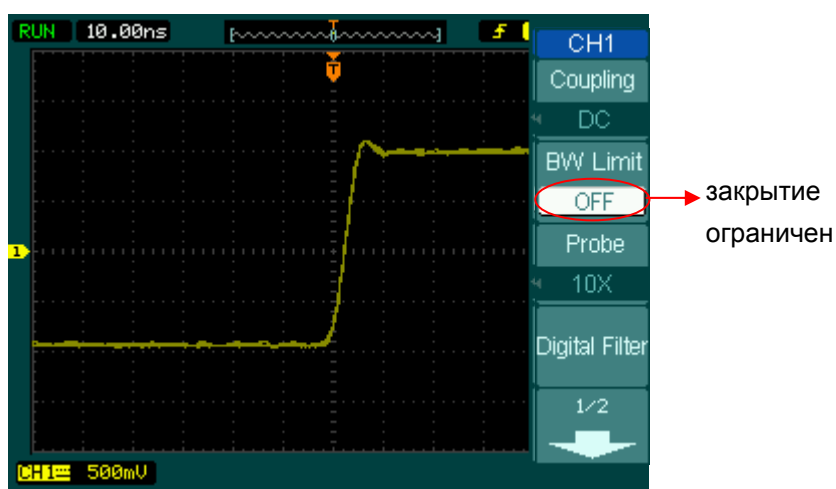 RUN 10.00ns
CH1
Coupling
DC
BW Limit
OFF
Probe
10X
Digital Filter
1/2
T
1
CH1 500mV
закрытие
ограничен